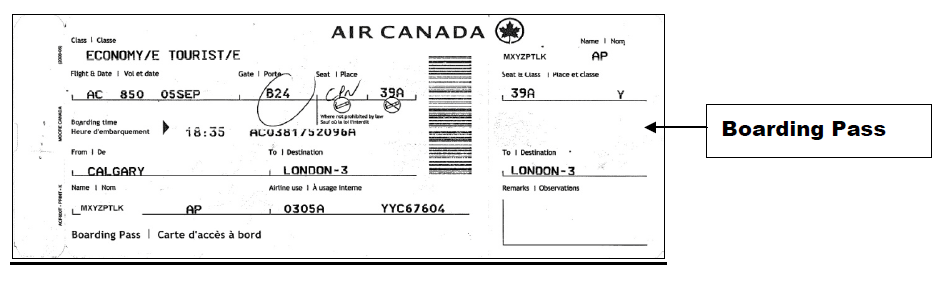 AIR CANADA
Class | Classe
ECONOMY/E TOURIST/E
Flight & Date | Vol et date
Gate | Porte
Seat | Place
AC 850 05SEP
B24
39A
Where not prohibited by law
Sauf où la loi l'interdit
Boarding time
Heure d'embarquement
18:35
AC0381752096A
From | De
To | Destination
CALGARY
LONDON-3
Name | Nom
Airline use | À usage interne
MXYZPTLK AP
0305A YYC67604
Boarding Pass | Carte d'accès à bord
MOORE CANADA
Name | Nom
MXYZPTLK AP
Seat & Class | Place et classe
39A Y
To | Destination
LONDON-3
Remarks | Observations
Boarding Pass